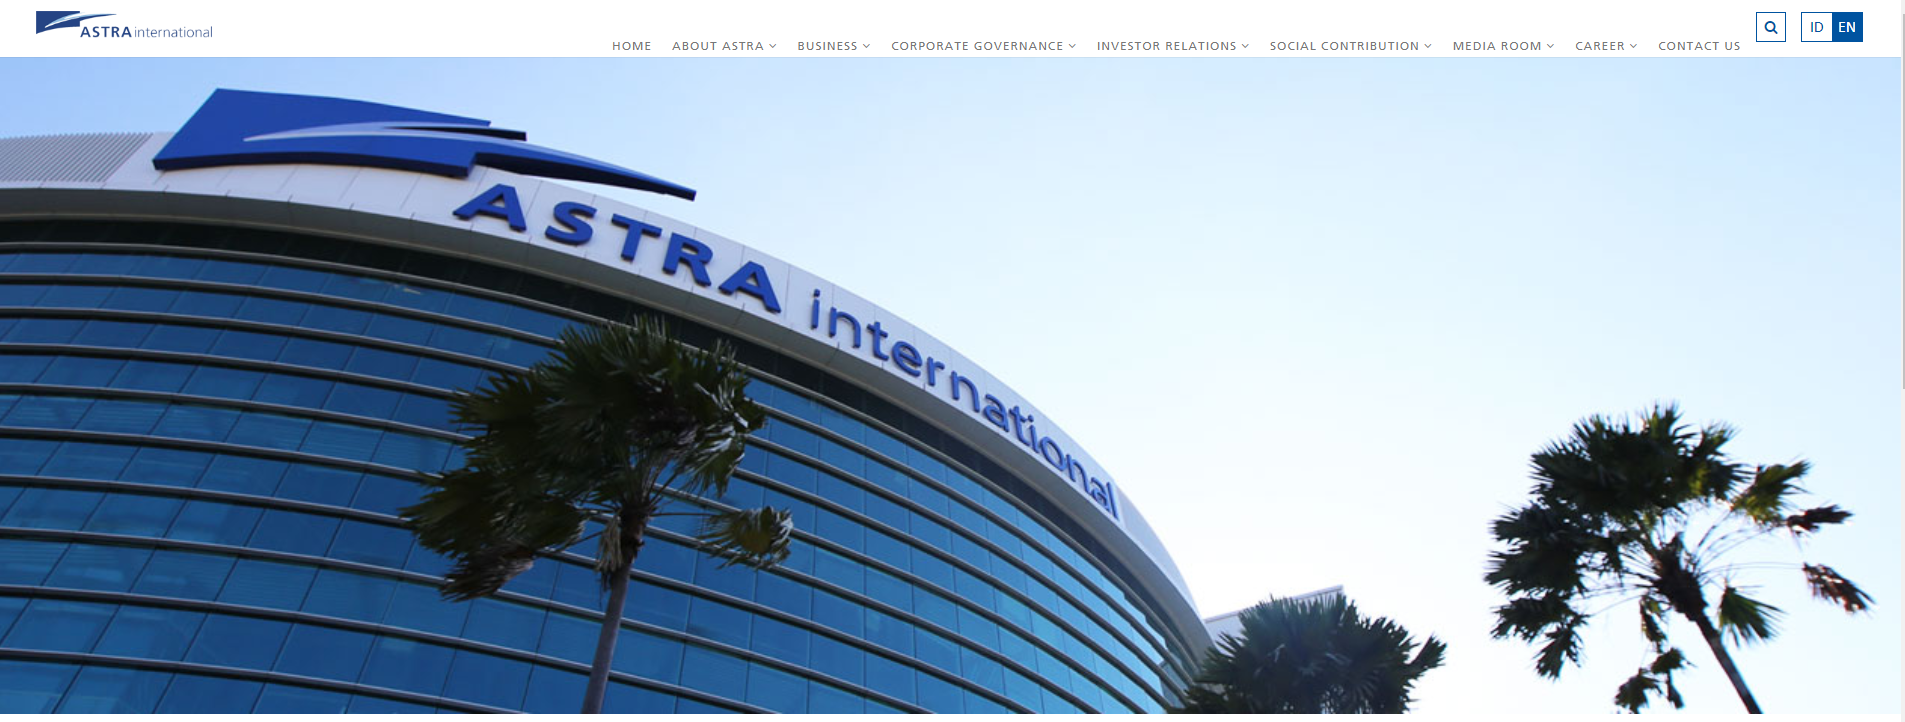 ASTRA international
HOME ABOUT ASTRA BUSINESS CORPORATE GOVERNANCE INVESTOR RELATIONS SOCIAL CONTRIBUTION MEDIA ROOM CAREER CONTACT US
ID EN
ASTRA international